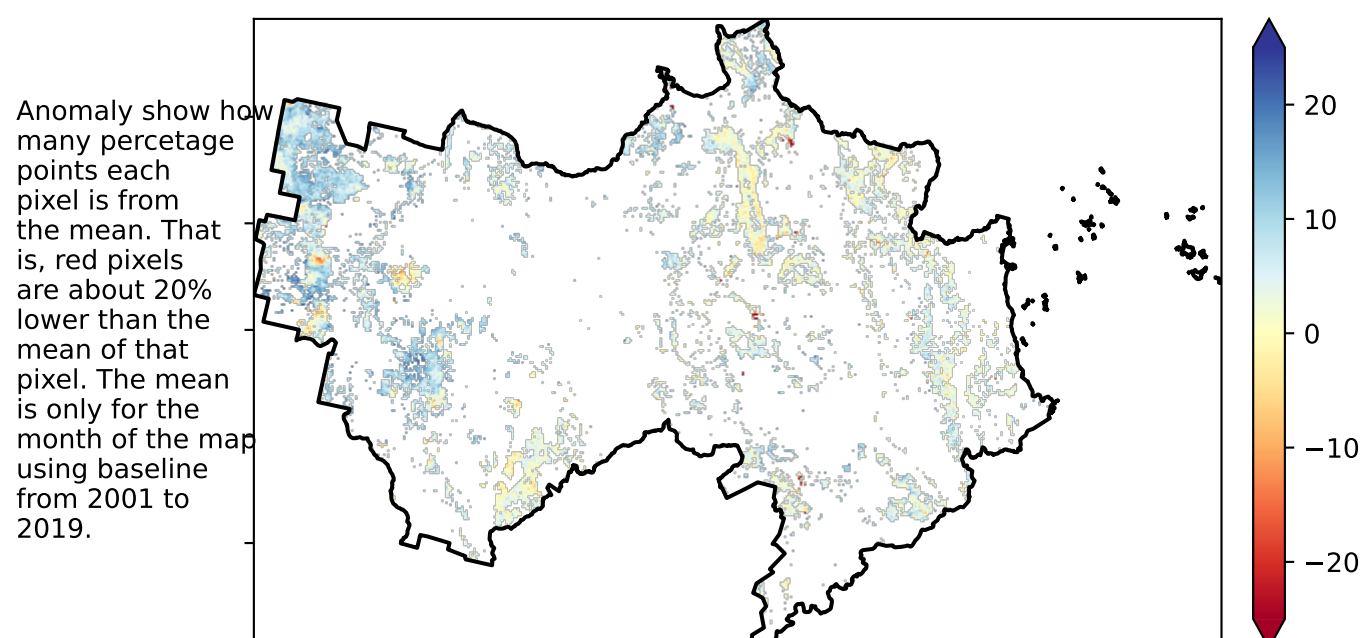 Anomaly show how
many percetage
points each
pixel is from
the mean. That
is, red pixels
are about 20%
lower than the
mean of that
pixel. The mean
is only for the
month of the map
using baseline
from 2001 to
2019.
20
10
0
−10
−20